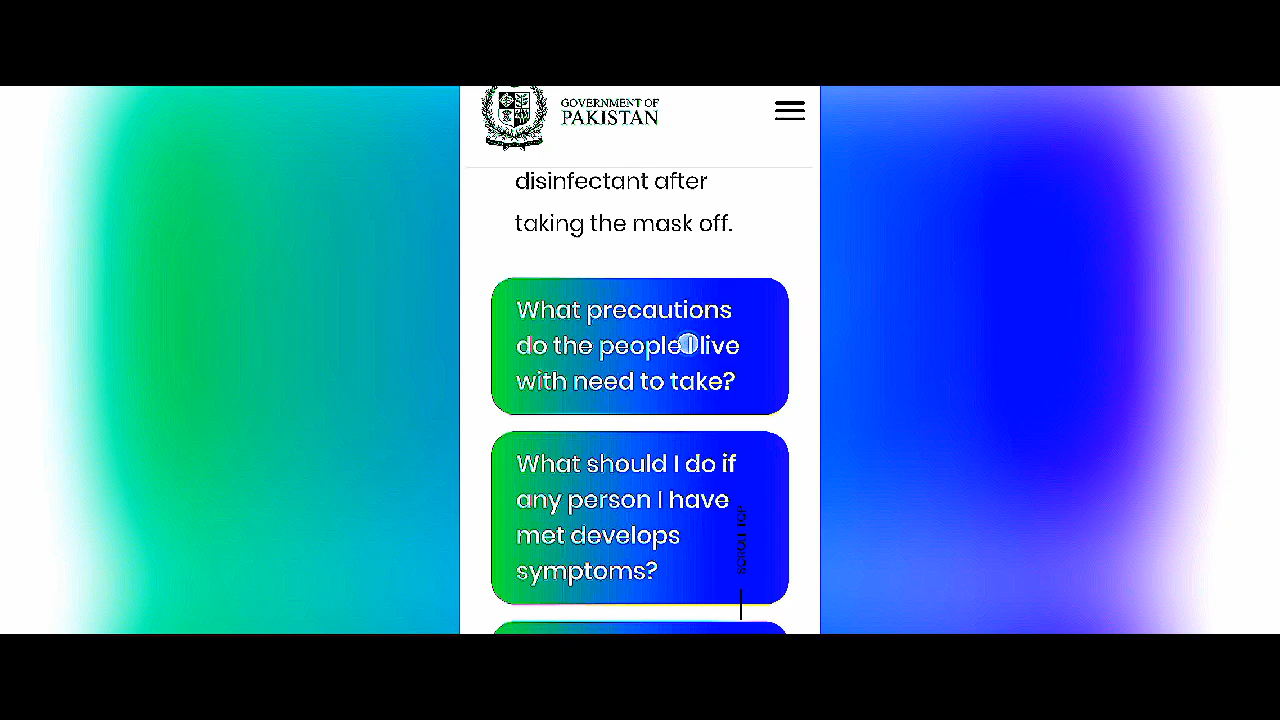 GOVERNMENT OF
PAKISTAN
disinfectant after
taking the mask off.
What precautions
do the people I live
with need to take?
What should I do if
any person I have
met develops
symptoms?
SCROLL TOP